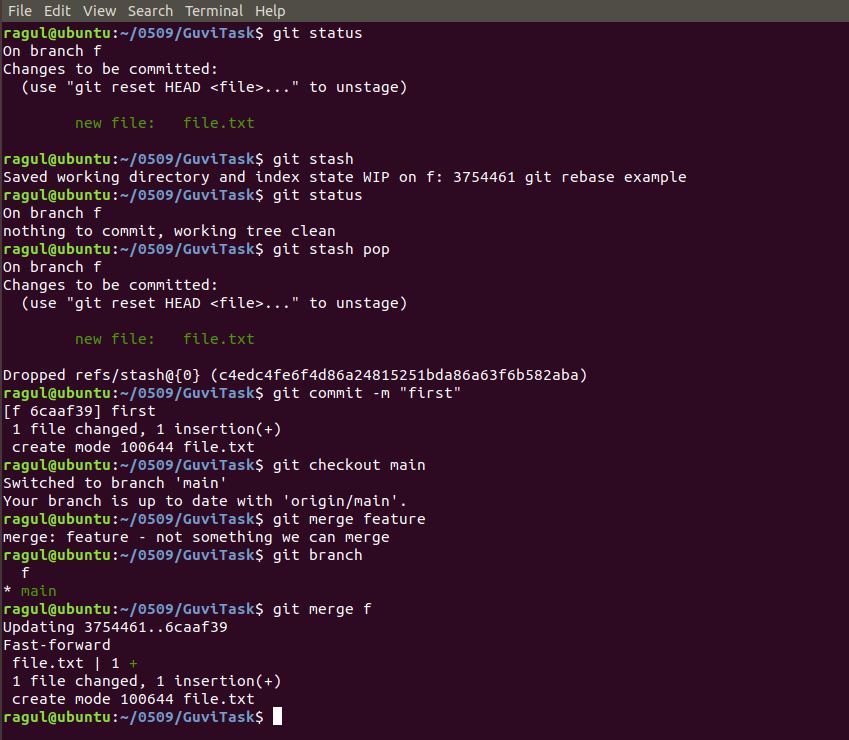 File Edit View Search Terminal Help
ragul@ubuntu:~/0509/GuviTask$ git status
On branch f
Changes to be committed:
  (use "git reset HEAD <file>..." to unstage)

        new file:   file.txt

ragul@ubuntu:~/0509/GuviTask$ git stash
Saved working directory and index state WIP on f: 3754461 git rebase example
ragul@ubuntu:~/0509/GuviTask$ git status
On branch f
nothing to commit, working tree clean
ragul@ubuntu:~/0509/GuviTask$ git stash pop
On branch f
Changes to be committed:
  (use "git reset HEAD <file>..." to unstage)

        new file:   file.txt

Dropped refs/stash@{0} (c4edc4fe6f4d86a24815251bda86a63f6b582aba)
ragul@ubuntu:~/0509/GuviTask$ git commit -m "first"
[f 6caaf39] first
 1 file changed, 1 insertion(+)
 create mode 100644 file.txt
ragul@ubuntu:~/0509/GuviTask$ git checkout main
Switched to branch 'main'
Your branch is up to date with 'origin/main'.
ragul@ubuntu:~/0509/GuviTask$ git merge feature
merge: feature - not something we can merge
ragul@ubuntu:~/0509/GuviTask$ git branch
  f
* main
ragul@ubuntu:~/0509/GuviTask$ git merge f
Updating 3754461..6caaf39
Fast-forward
 file.txt | 1 +
 1 file changed, 1 insertion(+)
 create mode 100644 file.txt
ragul@ubuntu:~/0509/GuviTask$